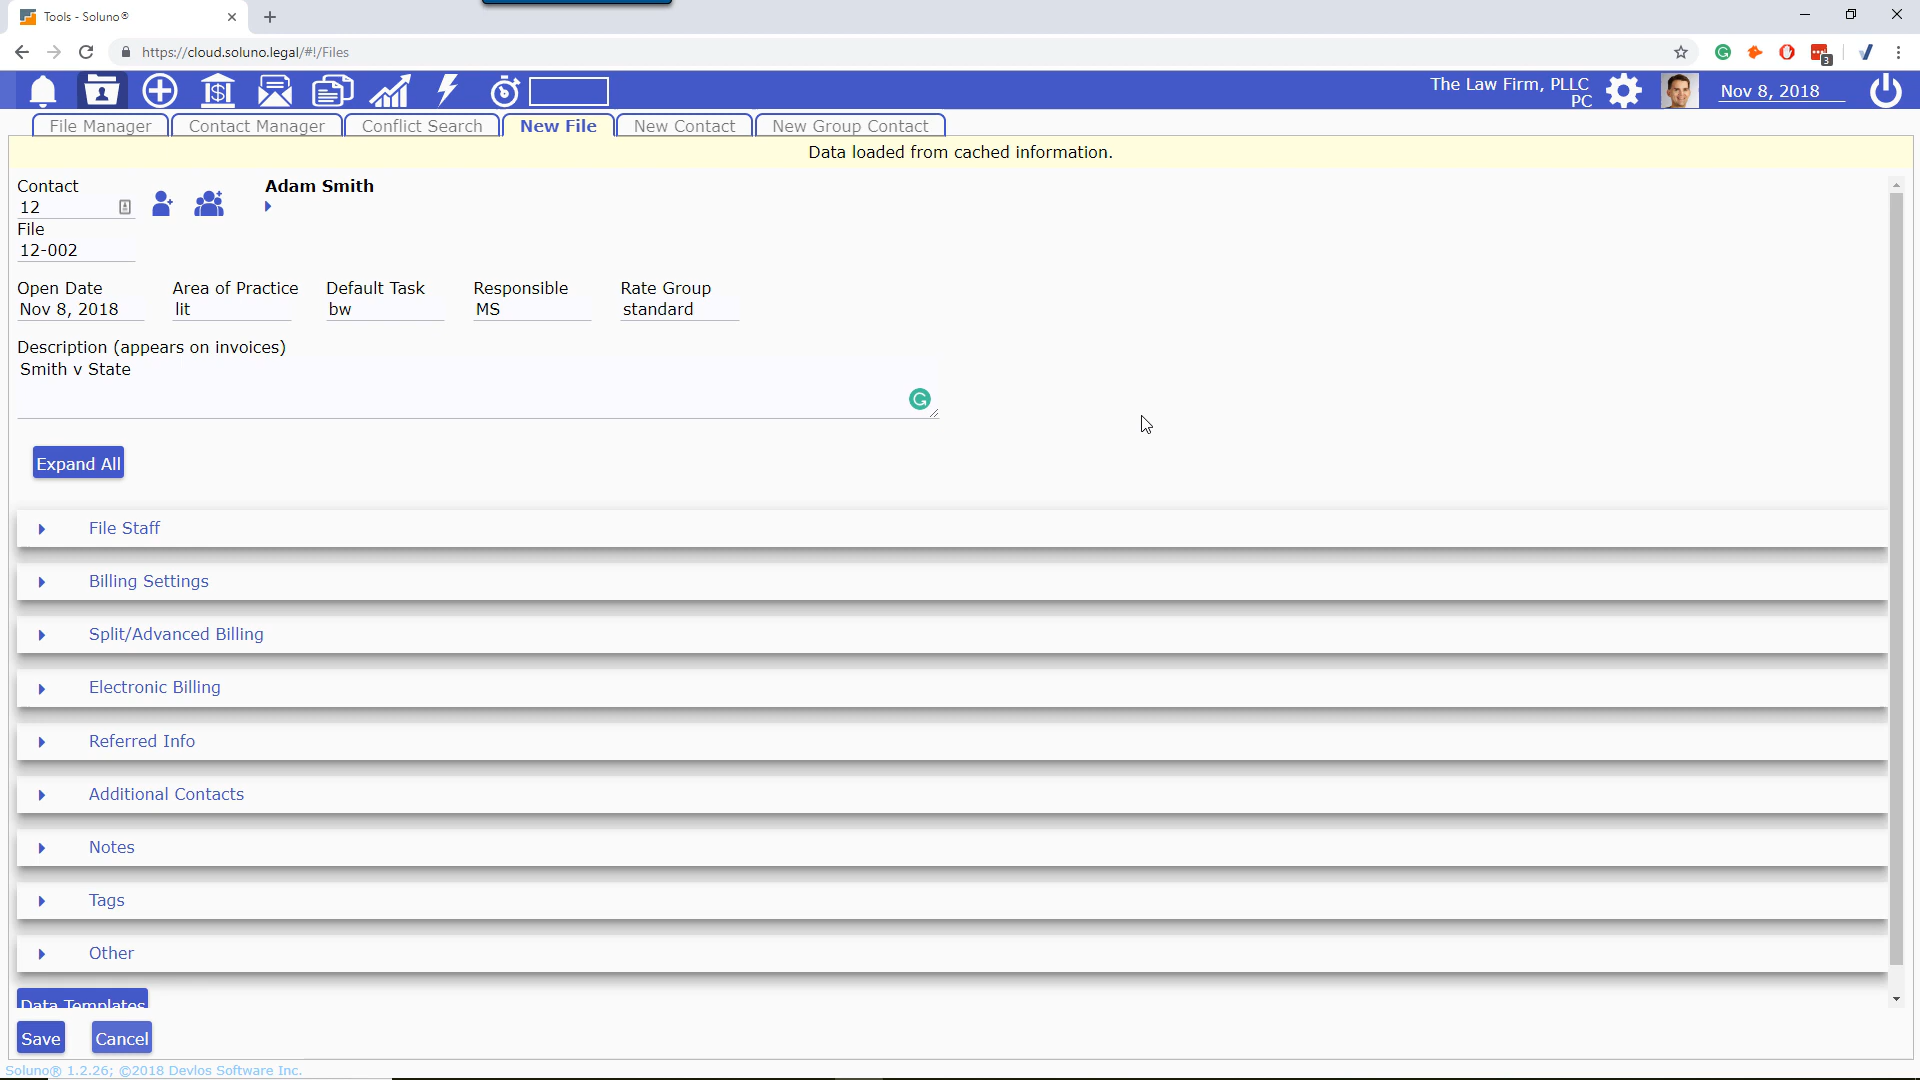 Tools - Soluno®
https://cloud.soluno.legal/#!/Files
3
The Law Firm, PLLC
PC
Nov 8, 2018
File Manager
Contact Manager
Conflict Search
New File
New Contact
New Group Contact
Data loaded from cached information.
Contact
12
Adam Smith
File
12-002
Open Date Area of Practice Default Task Responsible Rate Group
Nov 8, 2018 lit bw MS standard
Description (appears on invoices)
Smith v State
Expand All
File Staff
Billing Settings
Split/Advanced Billing
Electronic Billing
Referred Info
Additional Contacts
Notes
Tags
Other
Data Templates
Save Cancel
Soluno® 1.2.26; ©2018 Devlos Software Inc.